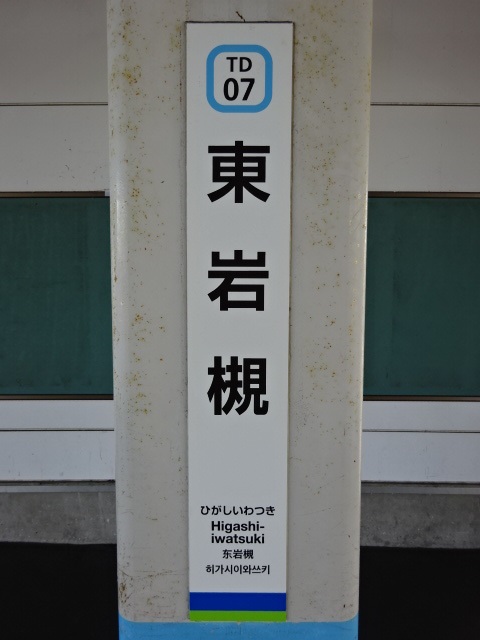 TD
07
東
岩
槻
ひがしいわつき
Higashi-
iwatsuki
东岩槻
히가시이와쓰키